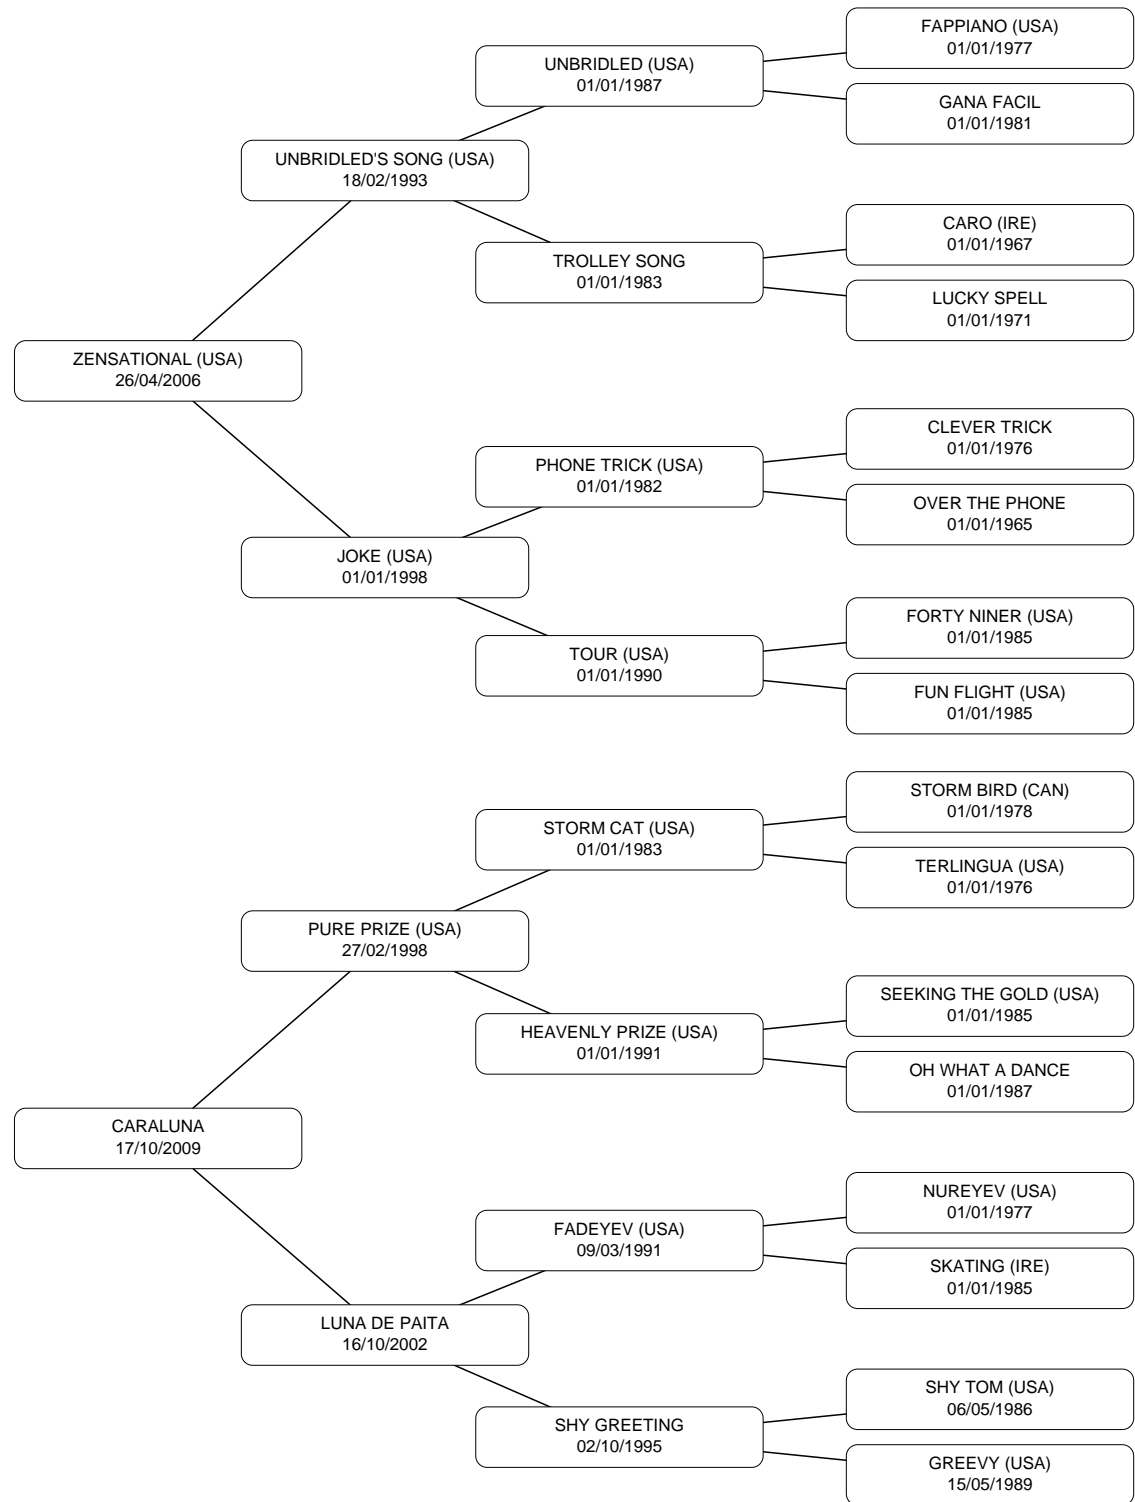 FAPPIANO (USA)
01/01/1977
UNBRIDLED (USA)
01/01/1987
GANA FACIL
01/01/1981
UNBRIDLED'S SONG (USA)
18/02/1993
CARO (IRE)
01/01/1967
TROLLEY SONG
01/01/1983
LUCKY SPELL
01/01/1971
ZENSATIONAL (USA)
26/04/2006
CLEVER TRICK
01/01/1976
PHONE TRICK (USA)
01/01/1982
OVER THE PHONE
01/01/1965
JOKE (USA)
01/01/1998
FORTY NINER (USA)
01/01/1985
TOUR (USA)
01/01/1990
FUN FLIGHT (USA)
01/01/1985
STORM BIRD (CAN)
01/01/1978
STORM CAT (USA)
01/01/1983
TERLINGUA (USA)
01/01/1976
PURE PRIZE (USA)
27/02/1998
SEEKING THE GOLD (USA)
01/01/1985
HEAVENLY PRIZE (USA)
01/01/1991
OH WHAT A DANCE
01/01/1987
CARALUNA
17/10/2009
NUREYEV (USA)
01/01/1977
FADEYEV (USA)
09/03/1991
SKATING (IRE)
01/01/1985
LUNA DE PAITA
16/10/2002
SHY TOM (USA)
06/05/1986
SHY GREETING
02/10/1995
GREEVY (USA)
15/05/1989